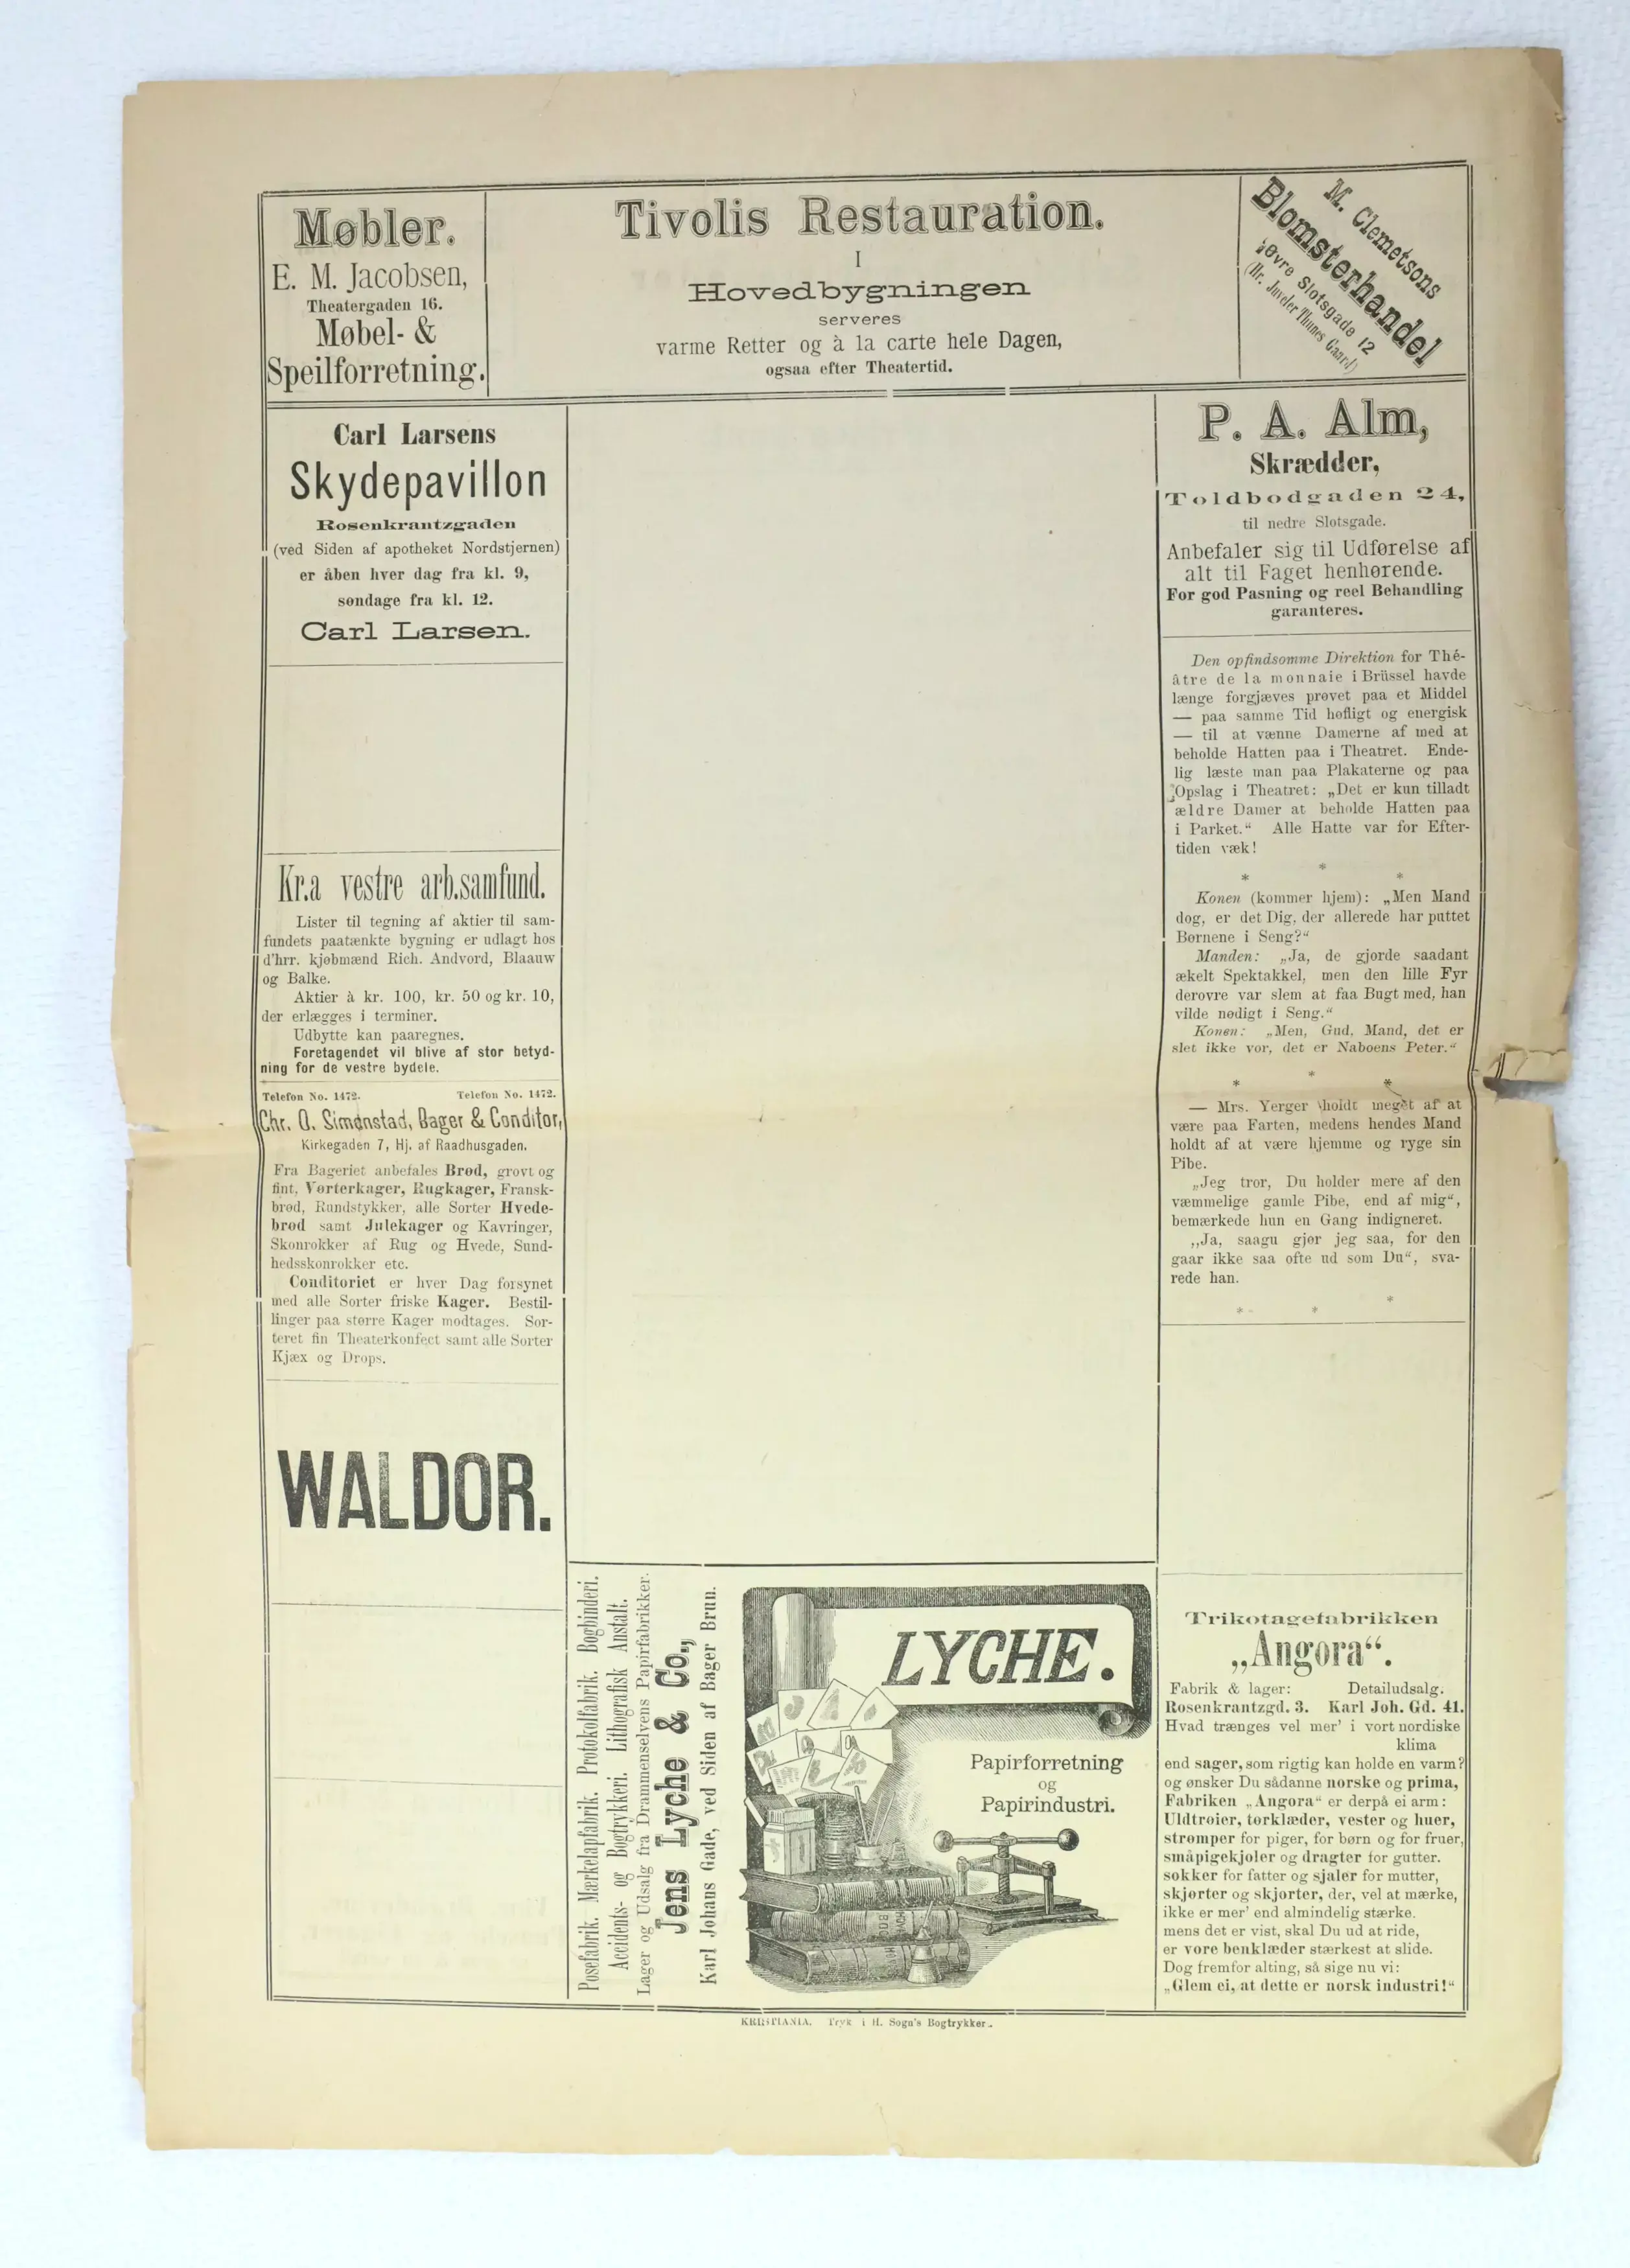 Møbler.
E. M. Jacobsen,
Theatergaden 16.
Møbel- &
Speilforretning.
Tivolis Restauration.
I
Hovedbygningen
serveres
varme Retter og à la carte hele Dagen,
ogsaa efter Theatertid.
M. Clemetsons
Blomsterhandel
Øvre Slotsgade 12
(Hr. Juveler Thunes Gaard)
Carl Larsens
Skydepavillon
Rosenkrantzgaden
(ved Siden af apotheket Nordstjernen)
er åben hver dag fra kl. 9,
søndage fra kl. 12.
Carl Larsen.
Kr.a vestre arb.samfund.
Lister til tegning af aktier til sam-
fundets paatænkte bygning er udlagt hos
d'hrr. kjøbmænd Rich. Andvord, Blaauw
og Balke.
Aktier à kr. 100, kr. 50 og kr. 10,
der erlægges i terminer.
Udbytte kan paaregnes.
Foretagendet vil blive af stor betyd-
ning for de vestre bydele.
Telefon No. 1472. Telefon No. 1472.
Chr. O. Simonstad, Bager & Conditor,
Kirkegaden 7, Hj. af Raadhusgaden.
Fra Bageriet anbefales Brød, grovt og
fint, Vørterkager, Rugkager, Fransk-
brød, Rundstykker, alle Sorter Hvede-
brød samt Julekager og Kavringer,
Skonrokker af Rug og Hvede, Sund-
hedsskonrokker etc.
Conditoriet er hver Dag forsynet
med alle Sorter friske Kager. Bestil-
linger paa større Kager modtages. Sor-
teret fin Theaterkonfect samt alle Sorter
Kjæx og Drops.
WALDOR.
Posefabrik. Mærkelapfabrik. Protokolfabrik. Bogbinderi.
Accidents- og Bogtrykkeri. Lithografisk Anstalt.
Lager og Udsalg fra Drammenselvens Papirfabrikker.
Jens Lyche & Co.,
Karl Johans Gade, ved Siden af Bager Brun.
LYCHE.
Papirforretning
og
Papirindustri.
P. A. Alm,
Skrædder,
Toldbodgaden 24,
til nedre Slotsgade.
Anbefaler sig til Udførelse af
alt til Faget henhørende.
For god Pasning og reel Behandling
garanteres.
Den opfindsomme Direktion for Thé-
âtre de la monnaie i Brüssel havde
længe forgjæves prøvet paa et Middel
— paa samme Tid høfligt og energisk
— til at vænne Damerne af med at
beholde Hatten paa i Theatret. Ende-
lig læste man paa Plakaterne og paa
Opslag i Theatret: „Det er kun tilladt
ældre Damer at beholde Hatten paa
i Parket.“ Alle Hatte var for Efter-
tiden væk!
* * *
Konen (kommer hjem): „Men Mand
dog, er det Dig, der allerede har puttet
Børnene i Seng?“
Manden: „Ja, de gjorde saadant
ækelt Spektakkel, men den lille Fyr
derovre var slem at faa Bugt med, han
vilde nødigt i Seng.“
Konen: „Men, Gud, Mand, det er
slet ikke vor, det er Naboens Peter.“
* * *
— Mrs. Yerger holdt meget af at
være paa Farten, medens hendes Mand
holdt af at være hjemme og ryge sin
Pibe.
„Jeg tror, Du holder mere af den
væmmelige gamle Pibe, end af mig“,
bemærkede hun en Gang indigneret.
„Ja, saagu gjør jeg saa, for den
gaar ikke saa ofte ud som Du“, sva-
rede han.
* * *
Trikotagefabrikken
„Angora“.
Fabrik & lager: Detailudsalg.
Rosenkrantzgd. 3. Karl Joh. Gd. 41.
Hvad trænges vel mer' i vort nordiske
klima
end sager, som rigtig kan holde en varm?
og ønsker Du sådanne norske og prima,
Fabriken „Angora“ er derpå ei arm:
Uldtrøier, tørklæder, vester og huer,
strømper for piger, for børn og for fruer,
småpigekjoler og dragter for gutter.
sokker for fatter og sjaler for mutter,
skjørter og skjorter, der, vel at mærke,
ikke er mer' end almindelig stærke.
mens det er vist, skal Du ud at ride,
er vore benklæder stærkest at slide.
Dog fremfor alting, så sige nu vi:
„Glem ei, at dette er norsk industri!“
KRISTIANIA. Tryk i H. Sogn's Bogtrykker.